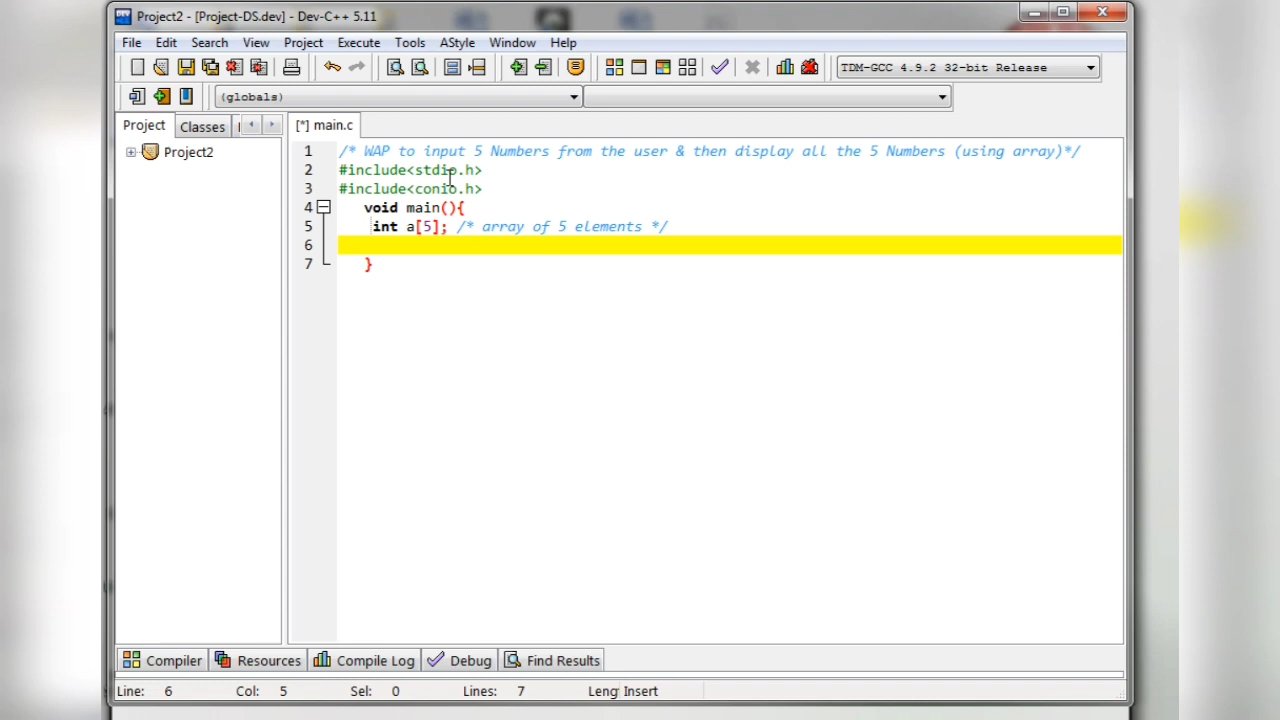 Project2 - [Project-DS.dev] - Dev-C++ 5.11
File Edit Search View Project Execute Tools AStyle Window Help
TDM-GCC 4.9.2 32-bit Release
(globals)
Project Classes
[*] main.c
Project2
1 /* WAP to input 5 Numbers from the user & then display all the 5 Numbers (using array)*/
2 #include<stdio.h>
3 #include<conio.h>
4 void main(){
5 int a[5]; /* array of 5 elements */
6
7 }
Compiler Resources Compile Log Debug Find Results
Line: 6 Col: 5 Sel: 0 Lines: 7 Leng Insert